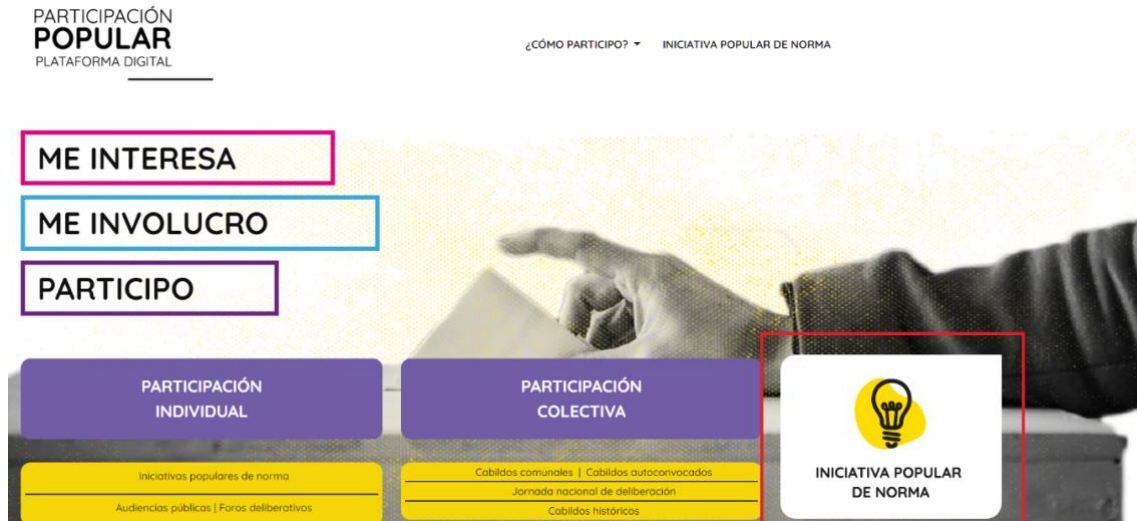 PARTICIPACIÓN
POPULAR
PLATAFORMA DIGITAL
¿CÓMO PARTICIPO?
INICIATIVA POPULAR DE NORMA
ME INTERESA
ME INVOLUCRO
PARTICIPO
PARTICIPACIÓN
INDIVIDUAL
Iniciativas populares de norma
Audiencias públicas | Foros deliberativos
PARTICIPACIÓN
COLECTIVA
Cabildos comunales | Cabildos autoconvocados
Jornada nacional de deliberación
Cabildos históricos
INICIATIVA POPULAR
DE NORMA